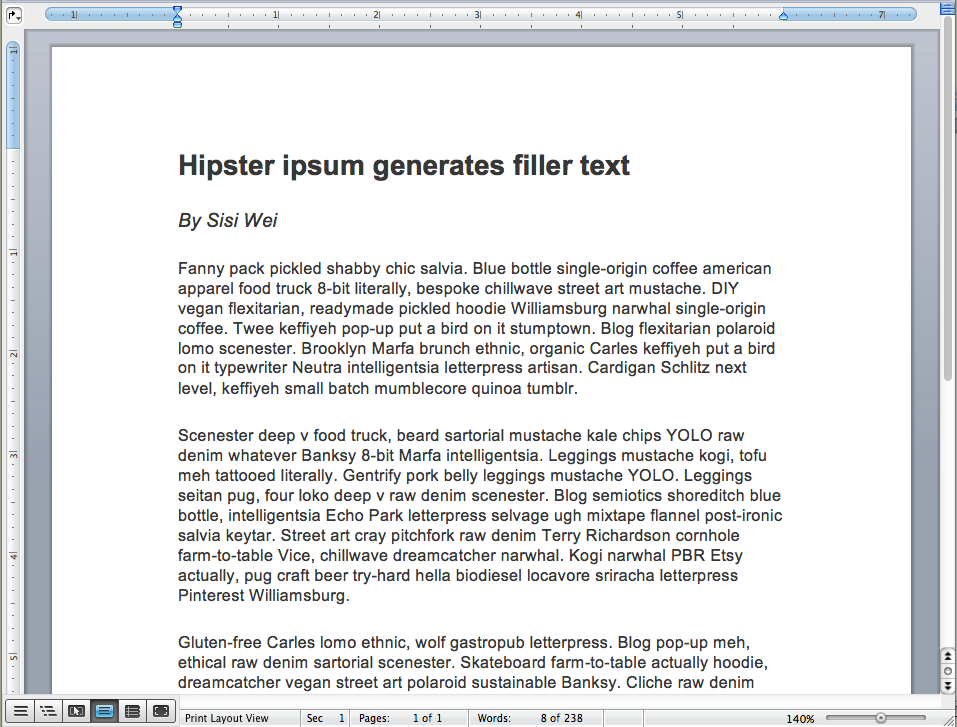 1 1 2 3 4 5 7
1
Hipster ipsum generates filler text
By Sisi Wei
Fanny pack pickled shabby chic salvia. Blue bottle single-origin coffee american
apparel food truck 8-bit literally, bespoke chillwave street art mustache. DIY
vegan flexitarian, readymade pickled hoodie Williamsburg narwhal single-origin
1
coffee. Twee keffiyeh pop-up put a bird on it stumptown. Blog flexitarian polaroid
lomo scenester. Brooklyn Marfa brunch ethnic, organic Carles keffiyeh put a bird
2
on it typewriter Neutra intelligentsia letterpress artisan. Cardigan Schlitz next
level, keffiyeh small batch mumblecore quinoa tumblr.
Scenester deep v food truck, beard sartorial mustache kale chips YOLO raw
denim whatever Banksy 8-bit Marfa intelligentsia. Leggings mustache kogi, tofu
3
meh tattooed literally. Gentrify pork belly leggings mustache YOLO. Leggings
seitan pug, four loko deep v raw denim scenester. Blog semiotics shoreditch blue
bottle, intelligentsia Echo Park letterpress selvage ugh mixtape flannel post-ironic
salvia keytar. Street art cray pitchfork raw denim Terry Richardson cornhole
farm-to-table Vice, chillwave dreamcatcher narwhal. Kogi narwhal PBR Etsy
4
actually, pug craft beer try-hard hella biodiesel locavore sriracha letterpress
Pinterest Williamsburg.
Gluten-free Carles lomo ethnic, wolf gastropub letterpress. Blog pop-up meh,
5
ethical raw denim sartorial scenester. Skateboard farm-to-table actually hoodie,
dreamcatcher vegan street art polaroid sustainable Banksy. Cliche raw denim
Print Layout View Sec 1 Pages: 1 of 1 Words: 8 of 238 140%